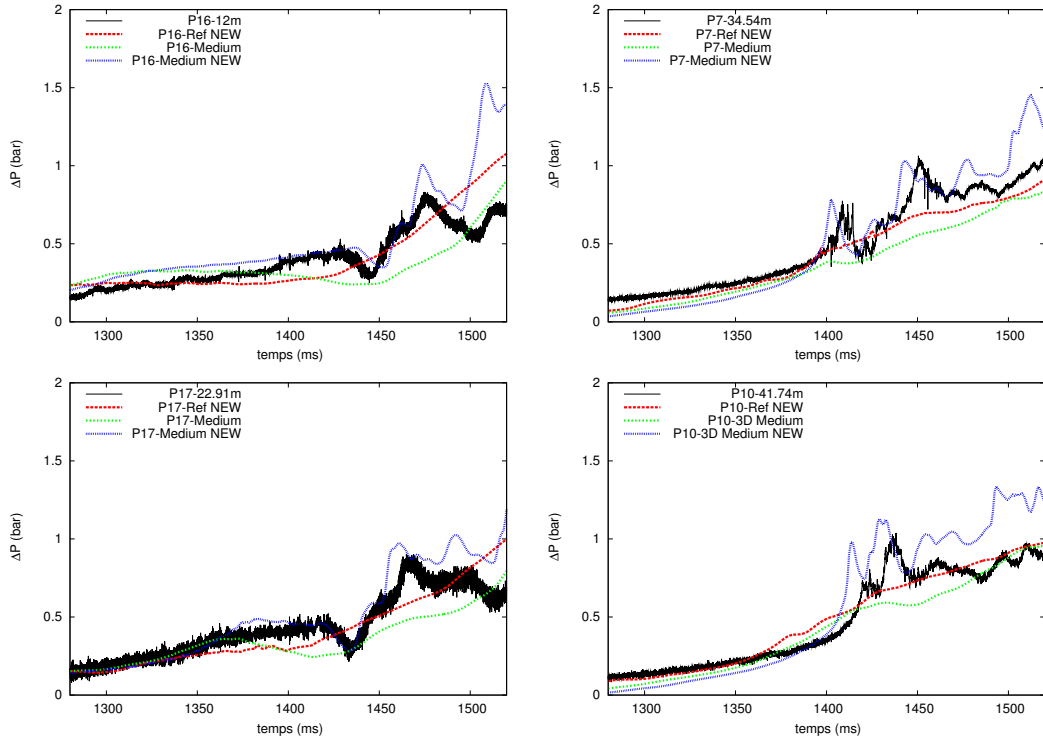 P16-12m
P16-Ref NEW
P16-Medium
P16-Medium NEW
2
1.5
1
0.5
0
ΔP (bar)
1300
1350
1400
1450
1500
temps (ms)
P7-34.54m
P7-Ref NEW
P7-Medium
P7-Medium NEW
2
1.5
1
0.5
0
ΔP (bar)
1300
1350
1400
1450
1500
temps (ms)
P17-22.91m
P17-Ref NEW
P17-Medium
P17-Medium NEW
2
1.5
1
0.5
0
ΔP (bar)
1300
1350
1400
1450
1500
temps (ms)
P10-41.74m
P10-Ref NEW
P10-3D Medium
P10-3D Medium NEW
2
1.5
1
0.5
0
ΔP (bar)
1300
1350
1400
1450
1500
temps (ms)